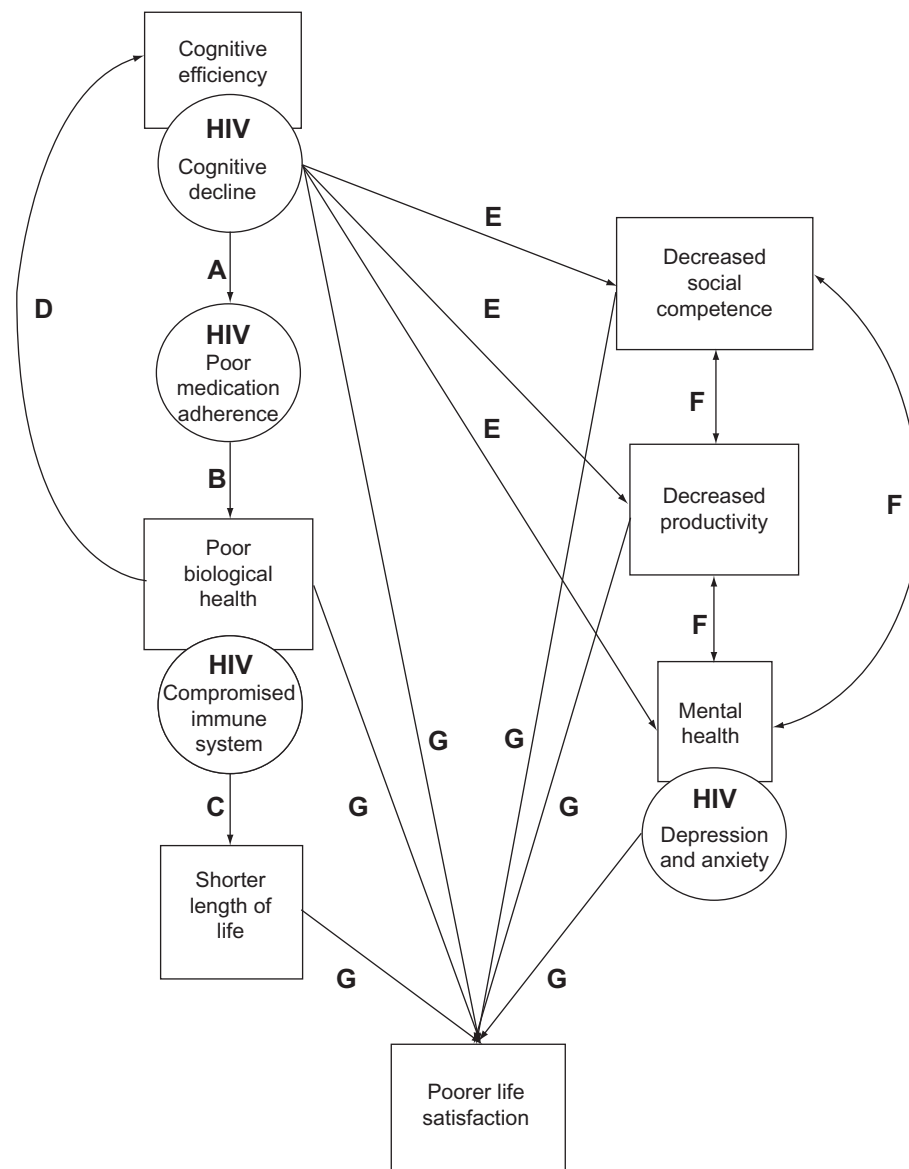 Cognitive
efficiency
HIV
Cognitive
decline
A
HIV
Poor
medication
adherence
B
Poor
biological
health
HIV
Compromised
immune
system
C
Shorter
length of
life
D
E
E
E
Decreased
social
competence
F
Decreased
productivity
F
F
Mental
health
HIV
Depression
and anxiety
G
G
G
G
G
G
Poorer life
satisfaction